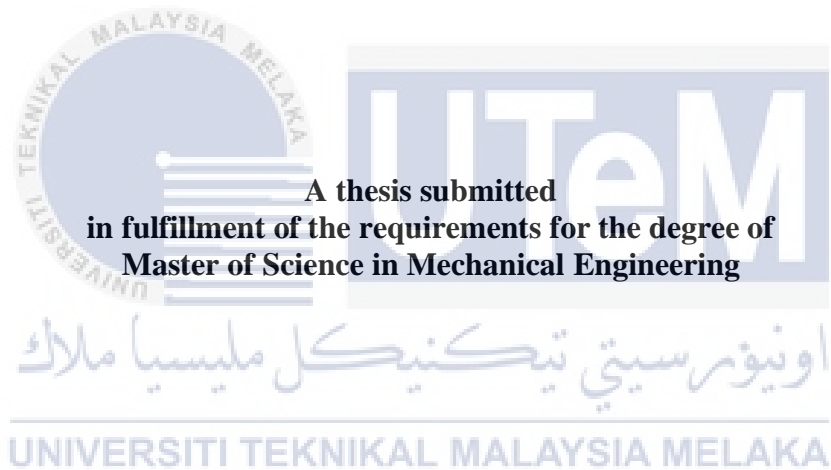 UNIVERSITI TEKNIKAL MALAYSIA MELAKA
UTeM
A thesis submitted
in fulfillment of the requirements for the degree of
Master of Science in Mechanical Engineering
اونيۏرسيتي تيكنيكل مليسيا ملاك
UNIVERSITI TEKNIKAL MALAYSIA MELAKA